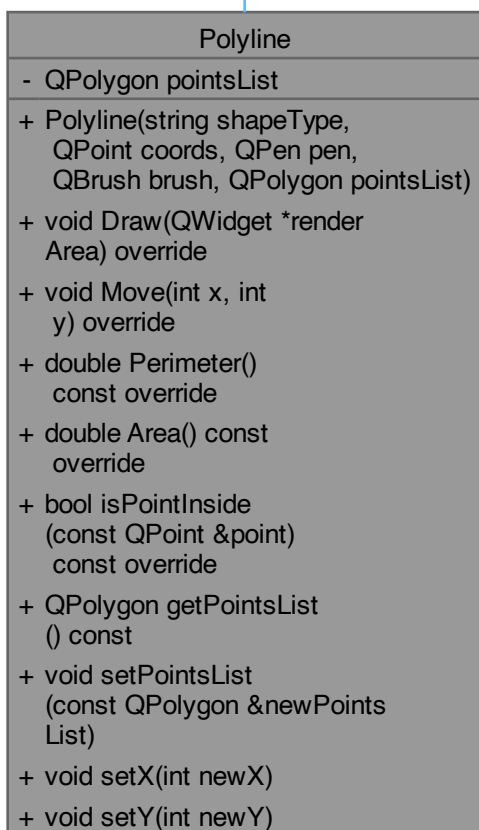 Polyline
- QPolygon pointsList
+ Polyline(string shapeType,
QPoint coords, QPen pen,
QBrush brush, QPolygon pointsList)
+ void Draw(QWidget *render
Area) override
+ void Move(int x, int
y) override
+ double Perimeter()
const override
+ double Area() const
override
+ bool isPointInside
(const QPoint &point)
const override
+ QPolygon getPointsList
() const
+ void setPointsList
(const QPolygon &newPoints
List)
+ void setX(int newX)
+ void setY(int newY)